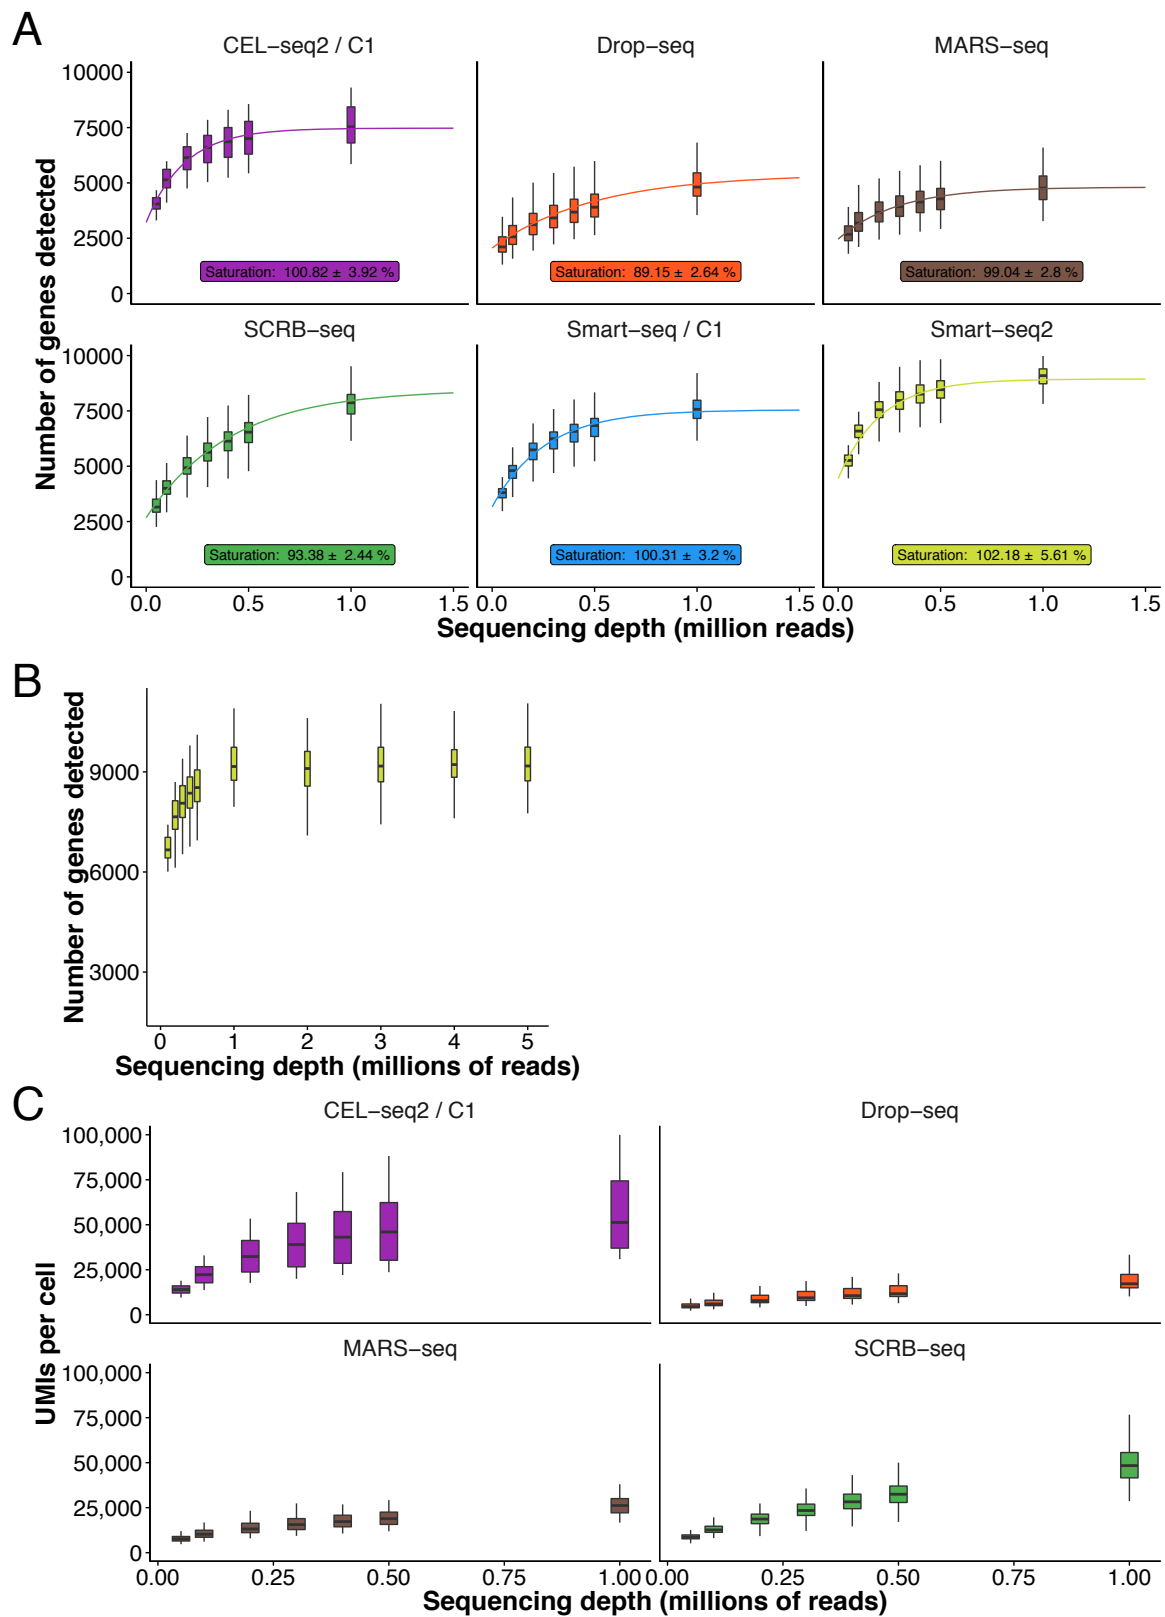 A
CEL−seq2 / C1
Drop−seq
MARS−seq
10000
7500
5000
2500
0
Saturation: 100.82 ± 3.92 %
Saturation: 89.15 ± 2.64 %
Saturation: 99.04 ± 2.8 %
Number of genes detected
SCRB−seq
Smart−seq / C1
Smart−seq2
10000
7500
5000
2500
0
Saturation: 93.38 ± 2.44 %
Saturation: 100.31 ± 3.2 %
Saturation: 102.18 ± 5.61 %
0.0 0.5 1.0 1.5
0.0 0.5 1.0 1.5
0.0 0.5 1.0 1.5
Sequencing depth (million reads)
B
Number of genes detected
9000
6000
3000
0 1 2 3 4 5
Sequencing depth (millions of reads)
C
CEL−seq2 / C1
Drop−seq
100,000
75,000
50,000
25,000
0
UMIs per cell
MARS−seq
SCRB−seq
100,000
75,000
50,000
25,000
0
0.00 0.25 0.50 0.75 1.00
0.00 0.25 0.50 0.75 1.00
Sequencing depth (millions of reads)